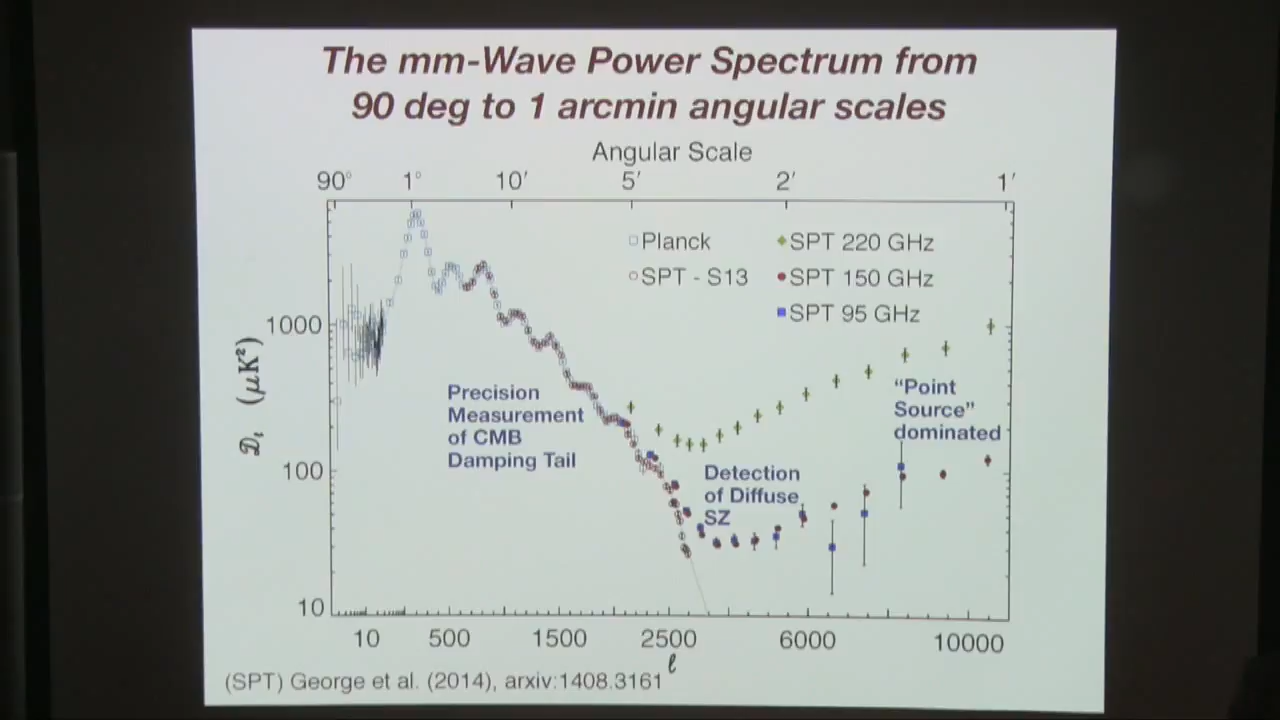 The mm-Wave Power Spectrum from
90 deg to 1 arcmin angular scales
Angular Scale
90° 1° 10′ 5′ 2′ 1′
Planck
SPT - S13
SPT 220 GHz
SPT 150 GHz
SPT 95 GHz
1000
100
10
𝒟ℓ (μK²)
Precision
Measurement
of CMB
Damping Tail
Detection
of Diffuse
SZ
“Point
Source”
dominated
10 500 1500 2500 6000 10000
ℓ
(SPT) George et al. (2014), arxiv:1408.3161